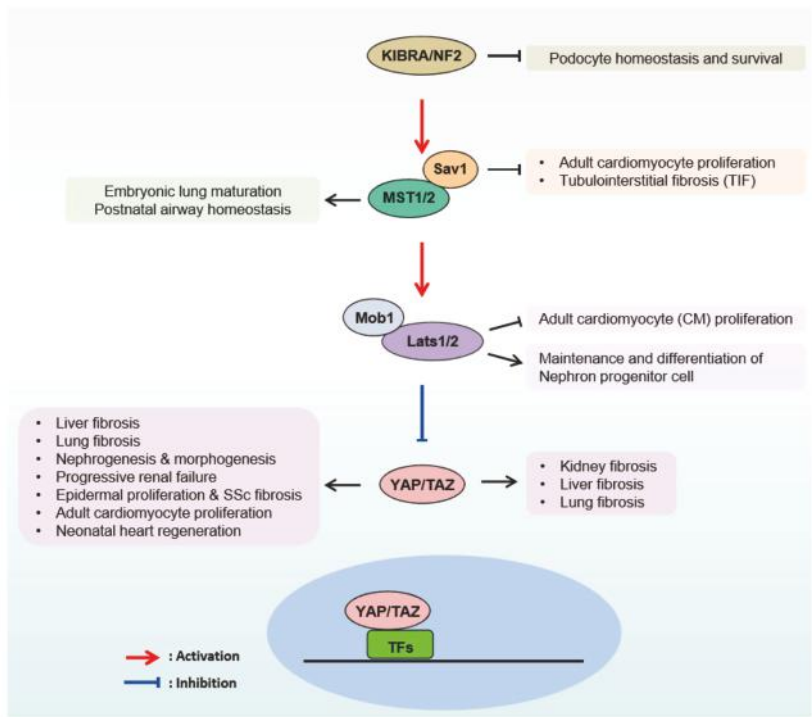 KIBRA/NF2
Podocyte homeostasis and survival
Sav1
• Adult cardiomyocyte proliferation
• Tubulointerstitial fibrosis (TIF)
Embryonic lung maturation
Postnatal airway homeostasis
MST1/2
Mob1
Lats1/2
Adult cardiomyocyte (CM) proliferation
Maintenance and differentiation of
Nephron progenitor cell
• Liver fibrosis
• Lung fibrosis
• Nephrogenesis & morphogenesis
• Progressive renal failure
• Epidermal proliferation & SSc fibrosis
• Adult cardiomyocyte proliferation
• Neonatal heart regeneration
YAP/TAZ
• Kidney fibrosis
• Liver fibrosis
• Lung fibrosis
YAP/TAZ
TFs
: Activation
: Inhibition